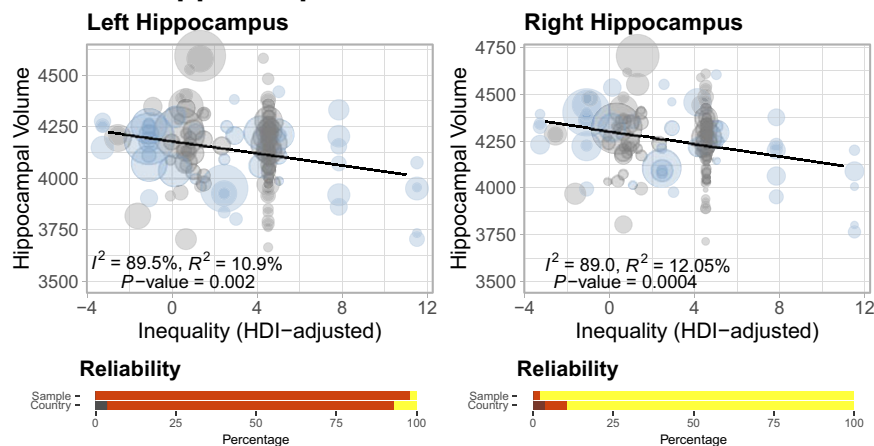 Left Hippocampus
Hippocampal Volume
4500
4250
4000
3750
3500
I² = 89.5%, R² = 10.9%
P−value = 0.002
−4 0 4 8 12
Inequality (HDI−adjusted)
Reliability
Sample
Country
0 25 50 75 100
Percentage
Right Hippocampus
Hippocampal Volume
4750
4500
4250
4000
3750
3500
I² = 89.0, R² = 12.05%
P−value = 0.0004
−4 0 4 8 12
Inequality (HDI−adjusted)
Reliability
Sample
Country
0 25 50 75 100
Percentage